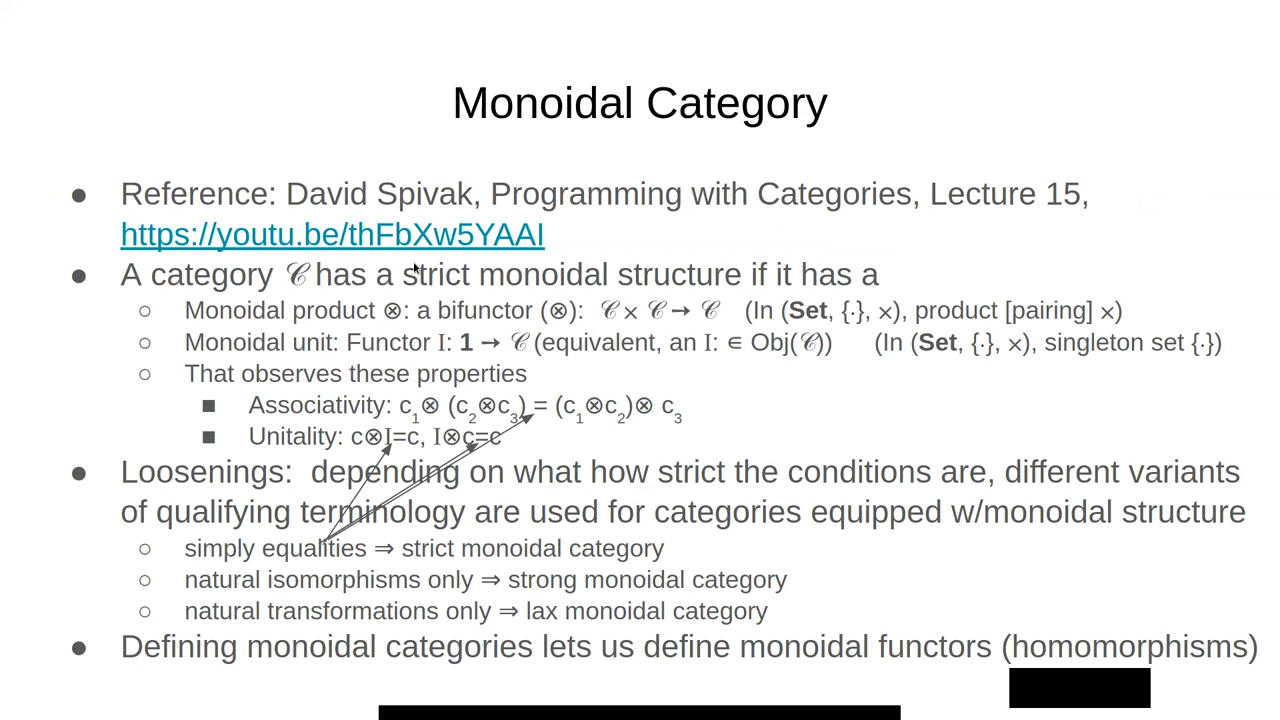 Monoidal Category
● Reference: David Spivak, Programming with Categories, Lecture 15,
https://youtu.be/thFbXw5YAAI
● A category 𝒞 has a strict monoidal structure if it has a
○ Monoidal product ⊗: a bifunctor (⊗): 𝒞 × 𝒞 → 𝒞 (In (Set, {·}, ×), product [pairing] ×)
○ Monoidal unit: Functor I: 1 → 𝒞 (equivalent, an I: ∈ Obj(𝒞)) (In (Set, {·}, ×), singleton set {·})
○ That observes these properties
■ Associativity: c₁⊗ (c₂⊗c₃) = (c₁⊗c₂)⊗ c₃
■ Unitality: c⊗I=c, I⊗c=c
● Loosenings: depending on what how strict the conditions are, different variants
of qualifying terminology are used for categories equipped w/monoidal structure
○ simply equalities ⇒ strict monoidal category
○ natural isomorphisms only ⇒ strong monoidal category
○ natural transformations only ⇒ lax monoidal category
● Defining monoidal categories lets us define monoidal functors (homomorphisms)